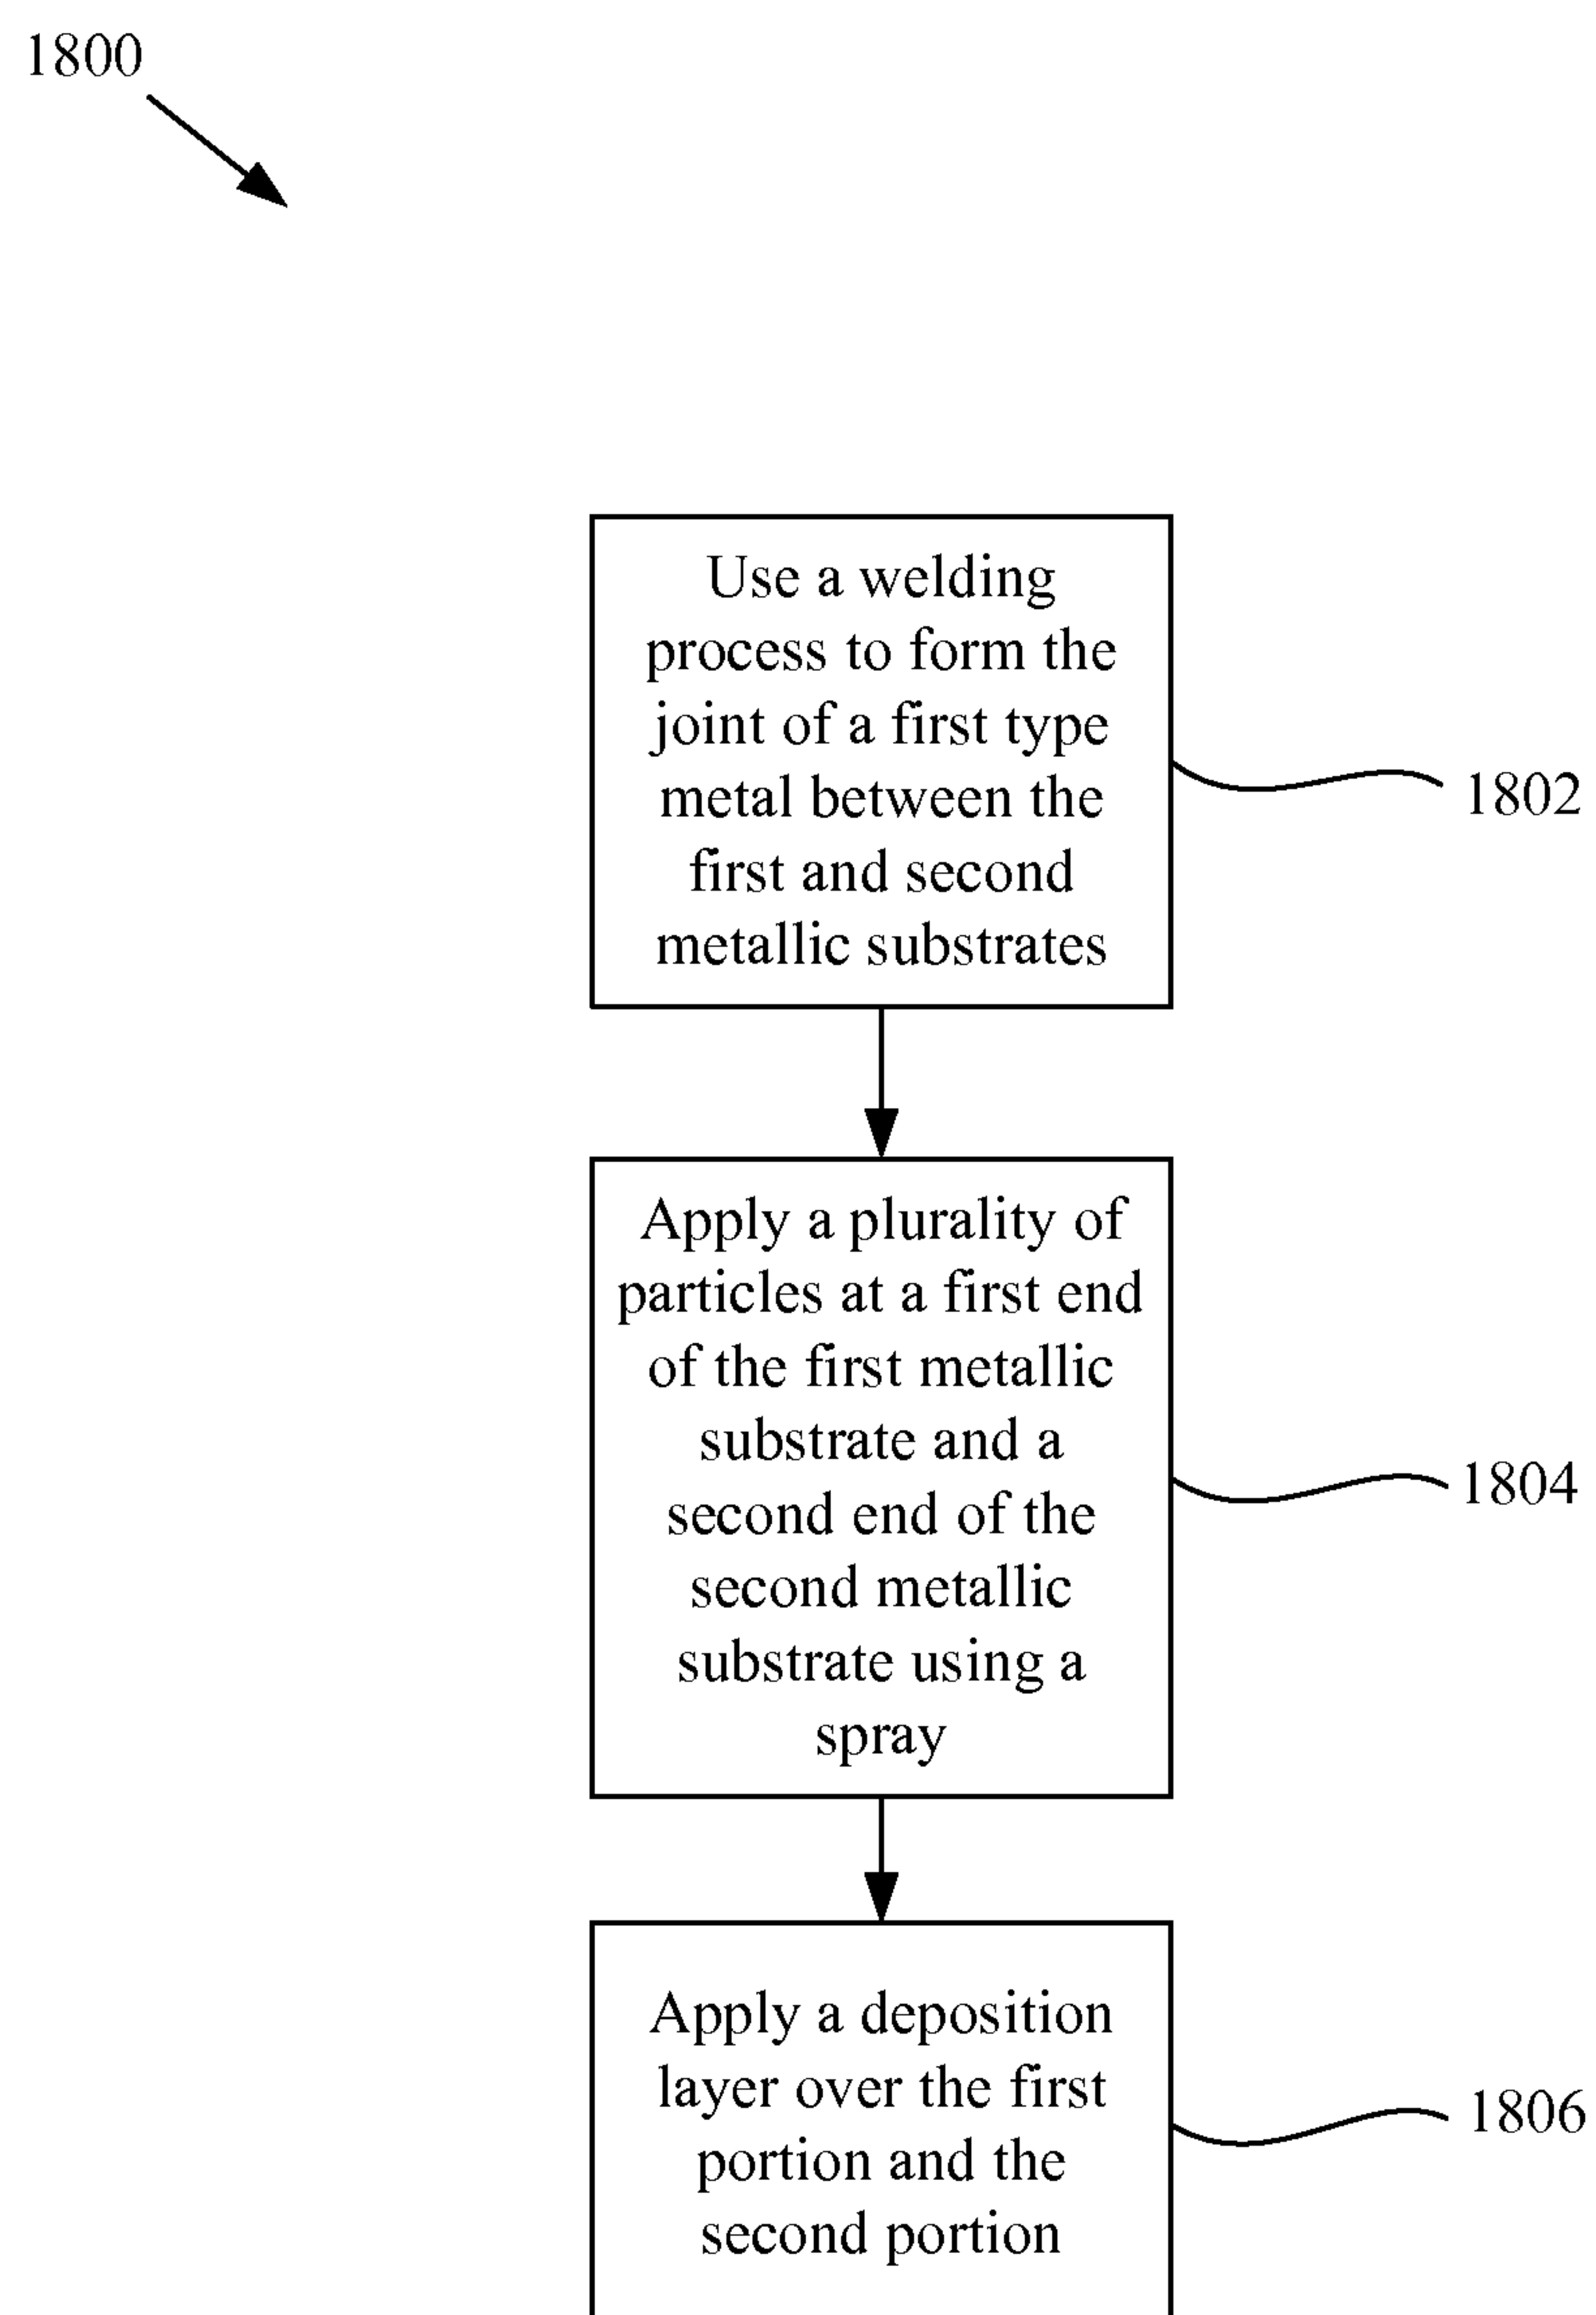 1800
Use a welding
process to form the
joint of a first type
metal between the
first and second
metallic substrates
1802
Apply a plurality of
particles at a first end
of the first metallic
substrate and a
second end of the
second metallic
substrate using a
spray
1804
Apply a deposition
layer over the first
portion and the
second portion
1806